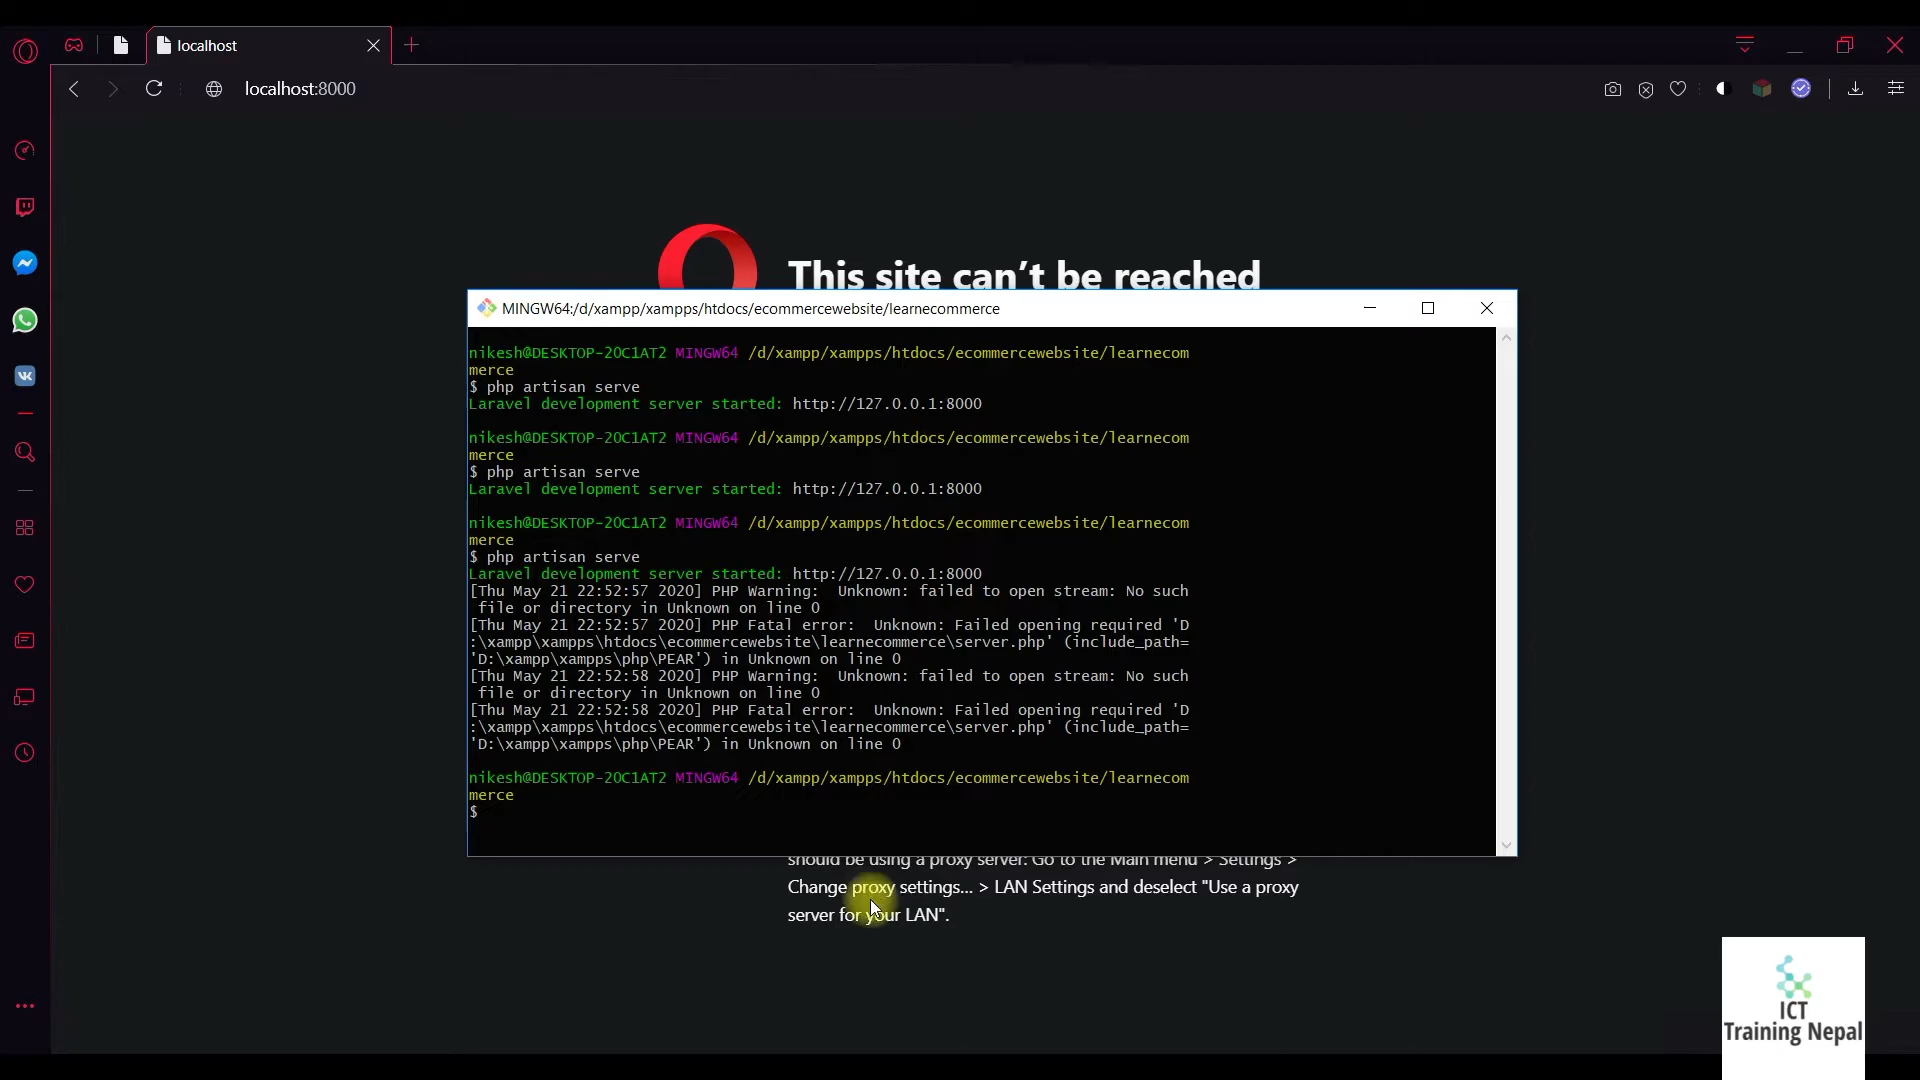 localhost
localhost:8000
This site can’t be reached
MINGW64:/d/xampp/xampps/htdocs/ecommercewebsite/learnecommerce
nikesh@DESKTOP-2OC1AT2 MINGW64 /d/xampp/xampps/htdocs/ecommercewebsite/learnecom
merce
$ php artisan serve
Laravel development server started: http://127.0.0.1:8000
nikesh@DESKTOP-2OC1AT2 MINGW64 /d/xampp/xampps/htdocs/ecommercewebsite/learnecom
merce
$ php artisan serve
Laravel development server started: http://127.0.0.1:8000
nikesh@DESKTOP-2OC1AT2 MINGW64 /d/xampp/xampps/htdocs/ecommercewebsite/learnecom
merce
$ php artisan serve
Laravel development server started: http://127.0.0.1:8000
[Thu May 21 22:52:57 2020] PHP Warning:  Unknown: failed to open stream: No such
 file or directory in Unknown on line 0
[Thu May 21 22:52:57 2020] PHP Fatal error:  Unknown: Failed opening required 'D
:\xampp\xampps\htdocs\ecommercewebsite\learnecommerce\server.php' (include_path=
'D:\xampp\xampps\php\PEAR') in Unknown on line 0
[Thu May 21 22:52:58 2020] PHP Warning:  Unknown: failed to open stream: No such
 file or directory in Unknown on line 0
[Thu May 21 22:52:58 2020] PHP Fatal error:  Unknown: Failed opening required 'D
:\xampp\xampps\htdocs\ecommercewebsite\learnecommerce\server.php' (include_path=
'D:\xampp\xampps\php\PEAR') in Unknown on line 0
nikesh@DESKTOP-2OC1AT2 MINGW64 /d/xampp/xampps/htdocs/ecommercewebsite/learnecom
merce
$
should be using a proxy server: Go to the Main menu > Settings >
Change proxy settings... > LAN Settings and deselect "Use a proxy
server for your LAN".
ICT
Training Nepal